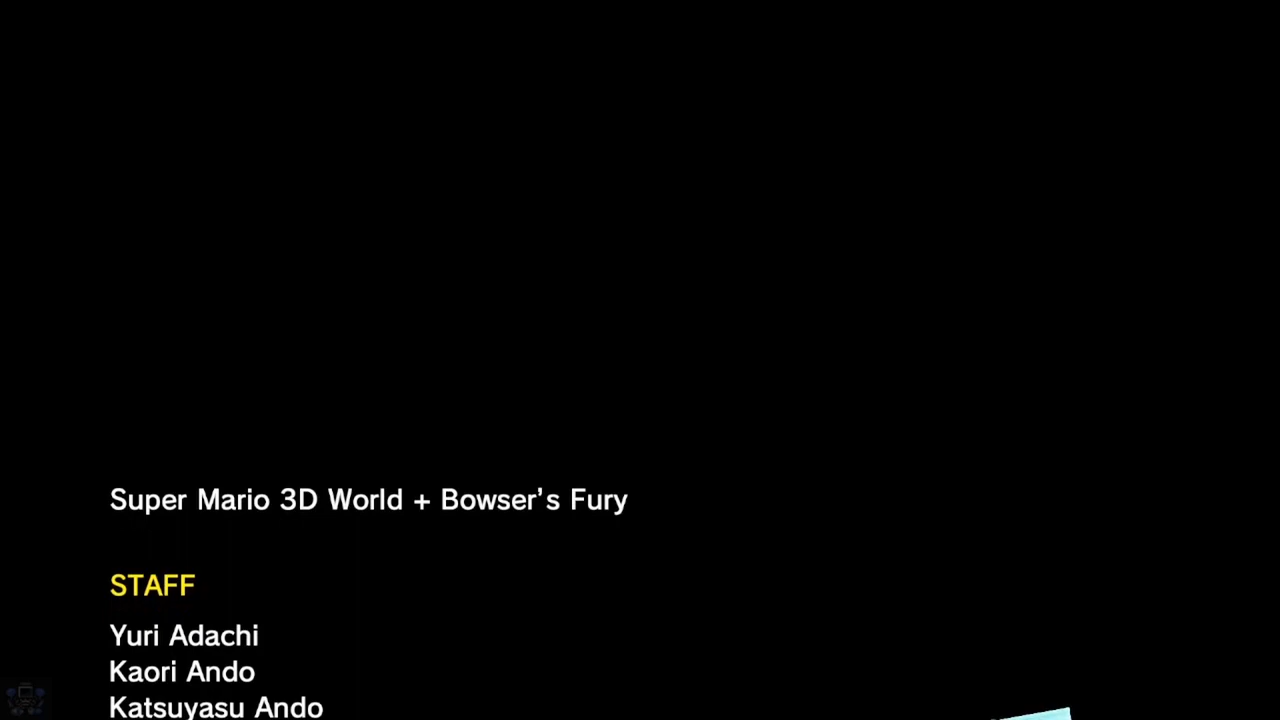 Super Mario 3D World + Bowser’s Fury
STAFF
Yuri Adachi
Kaori Ando
Katsuyasu Ando